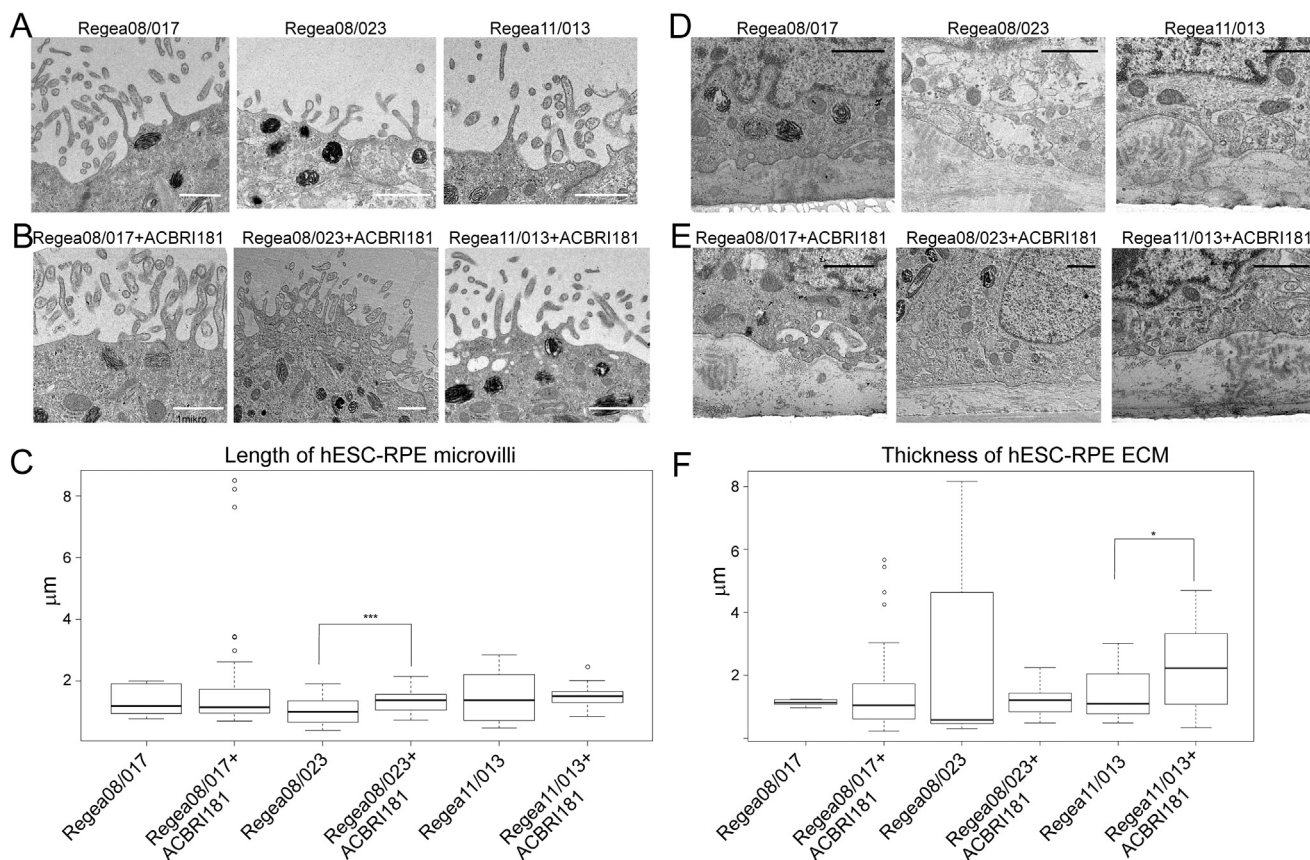 A
Regea08/017
Regea08/023
Regea11/013
D
Regea08/017
Regea08/023
Regea11/013
B
Regea08/017+ACBRI181
Regea08/023+ACBRI181
Regea11/013+ACBRI181
1mikro
E
Regea08/017+ACBRI181
Regea08/023+ACBRI181
Regea11/013+ACBRI181
C
Length of hESC-RPE microvilli
μm
8
6
4
2
***
Regea08/017
Regea08/017+
ACBRI181
Regea08/023
Regea08/023+
ACBRI181
Regea11/013
Regea11/013+
ACBRI181
F
Thickness of hESC-RPE ECM
μm
8
6
4
2
0
*
Regea08/017
Regea08/017+
ACBRI181
Regea08/023
Regea08/023+
ACBRI181
Regea11/013
Regea11/013+
ACBRI181